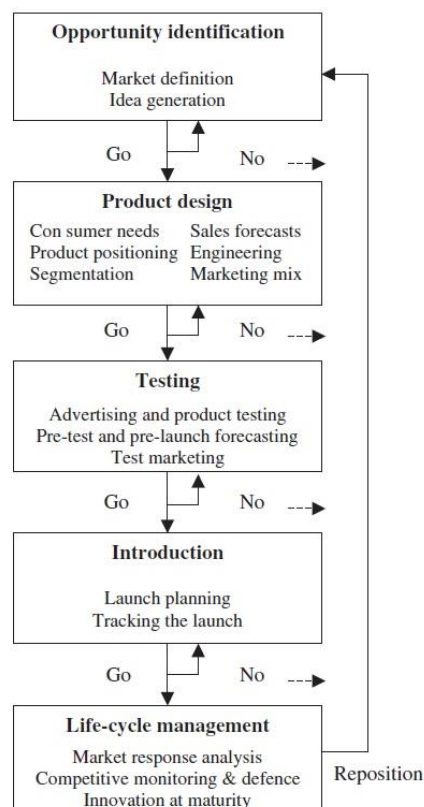 Opportunity identification
Market definition
Idea generation
Go No
Product design
Con sumer needs Sales forecasts
Product positioning Engineering
Segmentation Marketing mix
Go No
Testing
Advertising and product testing
Pre-test and pre-launch forecasting
Test marketing
Go No
Introduction
Launch planning
Tracking the launch
Go No
Life-cycle management
Market response analysis
Competitive monitoring & defence
Innovation at maturity
Reposition